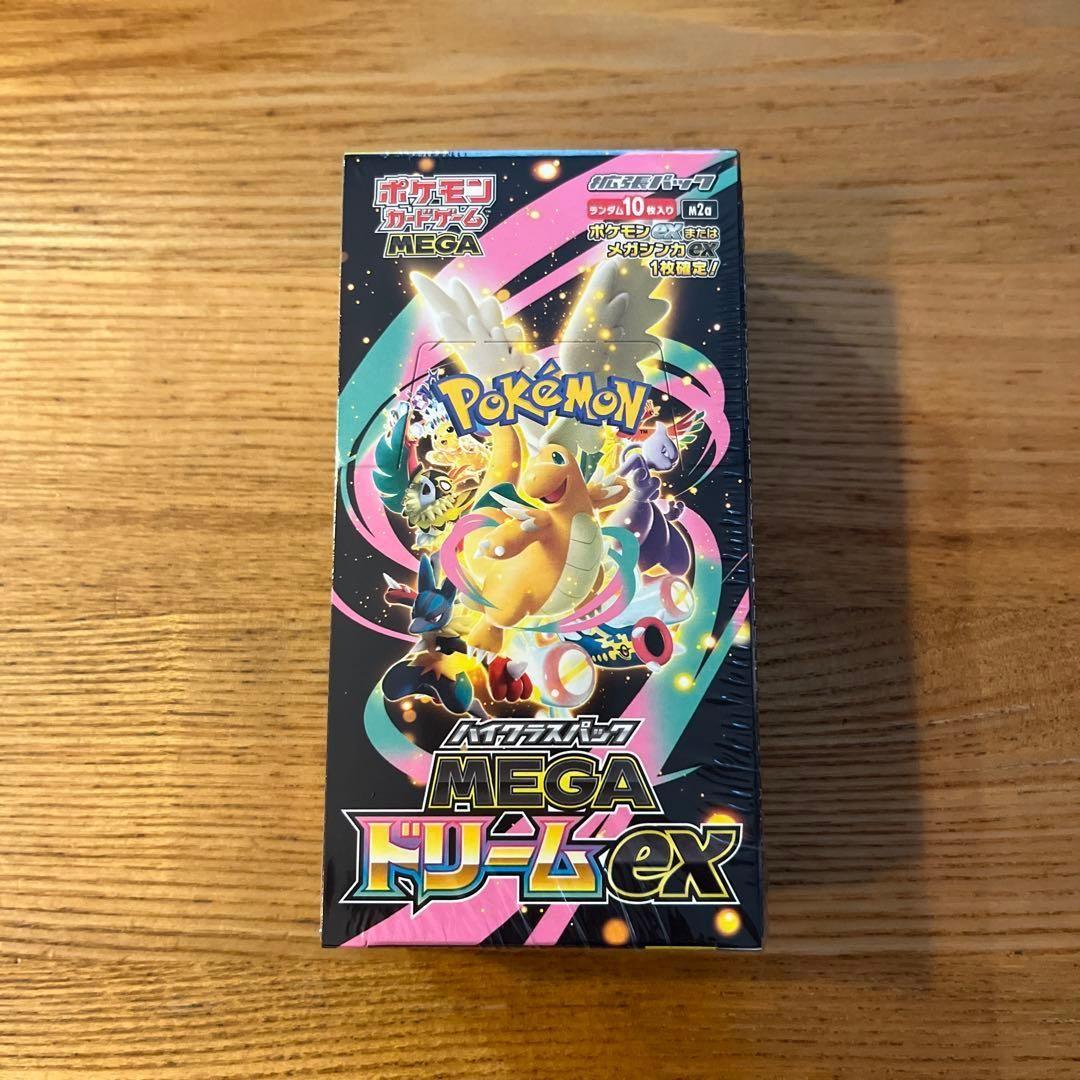 ポケモン
カードゲーム
MEGA
拡張パック
ランダム10枚入り M2a
ポケモンexまたは
メガシンカex
1枚確定!
POKéMON
TM
ハイクラスパック
MEGA
ドリームex